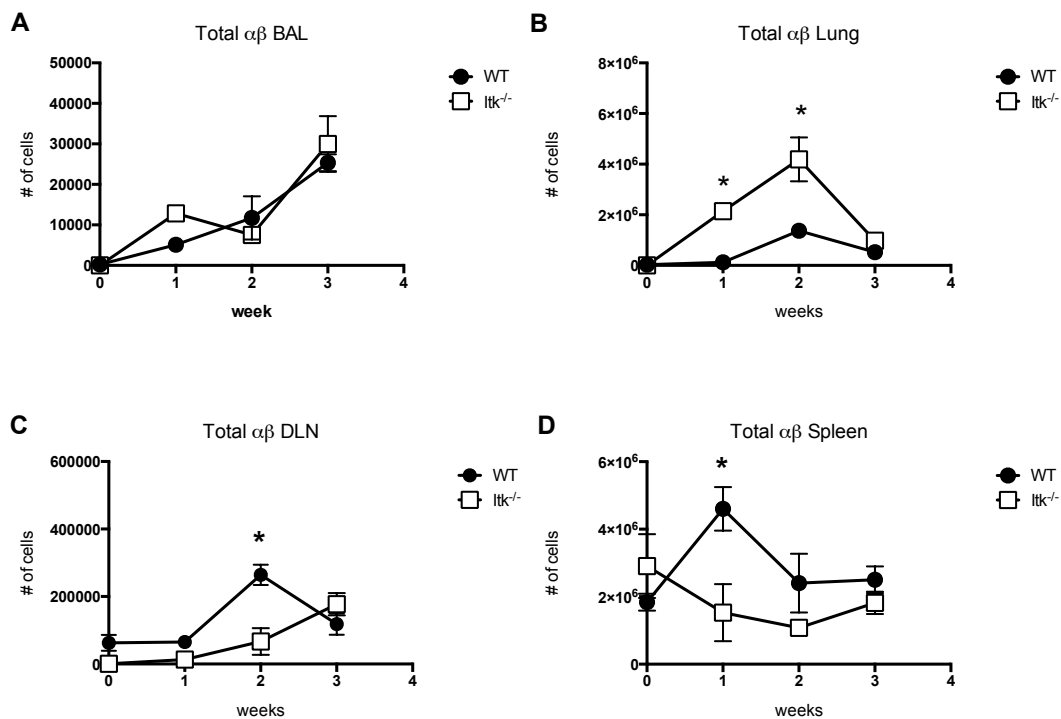 A
Total αβ BAL
50000
40000
30000
20000
10000
0
# of cells
0 1 2 3 4
week
WT
Itk⁻/⁻
B
Total αβ Lung
8×10⁶
6×10⁶
4×10⁶
2×10⁶
0
# of cells
*
*
0 1 2 3 4
weeks
WT
Itk⁻/⁻
C
Total αβ DLN
600000
400000
200000
0
# of cells
*
0 1 2 3 4
weeks
WT
Itk⁻/⁻
D
Total αβ Spleen
6×10⁶
4×10⁶
2×10⁶
0
# of cells
*
0 1 2 3 4
weeks
WT
Itk⁻/⁻